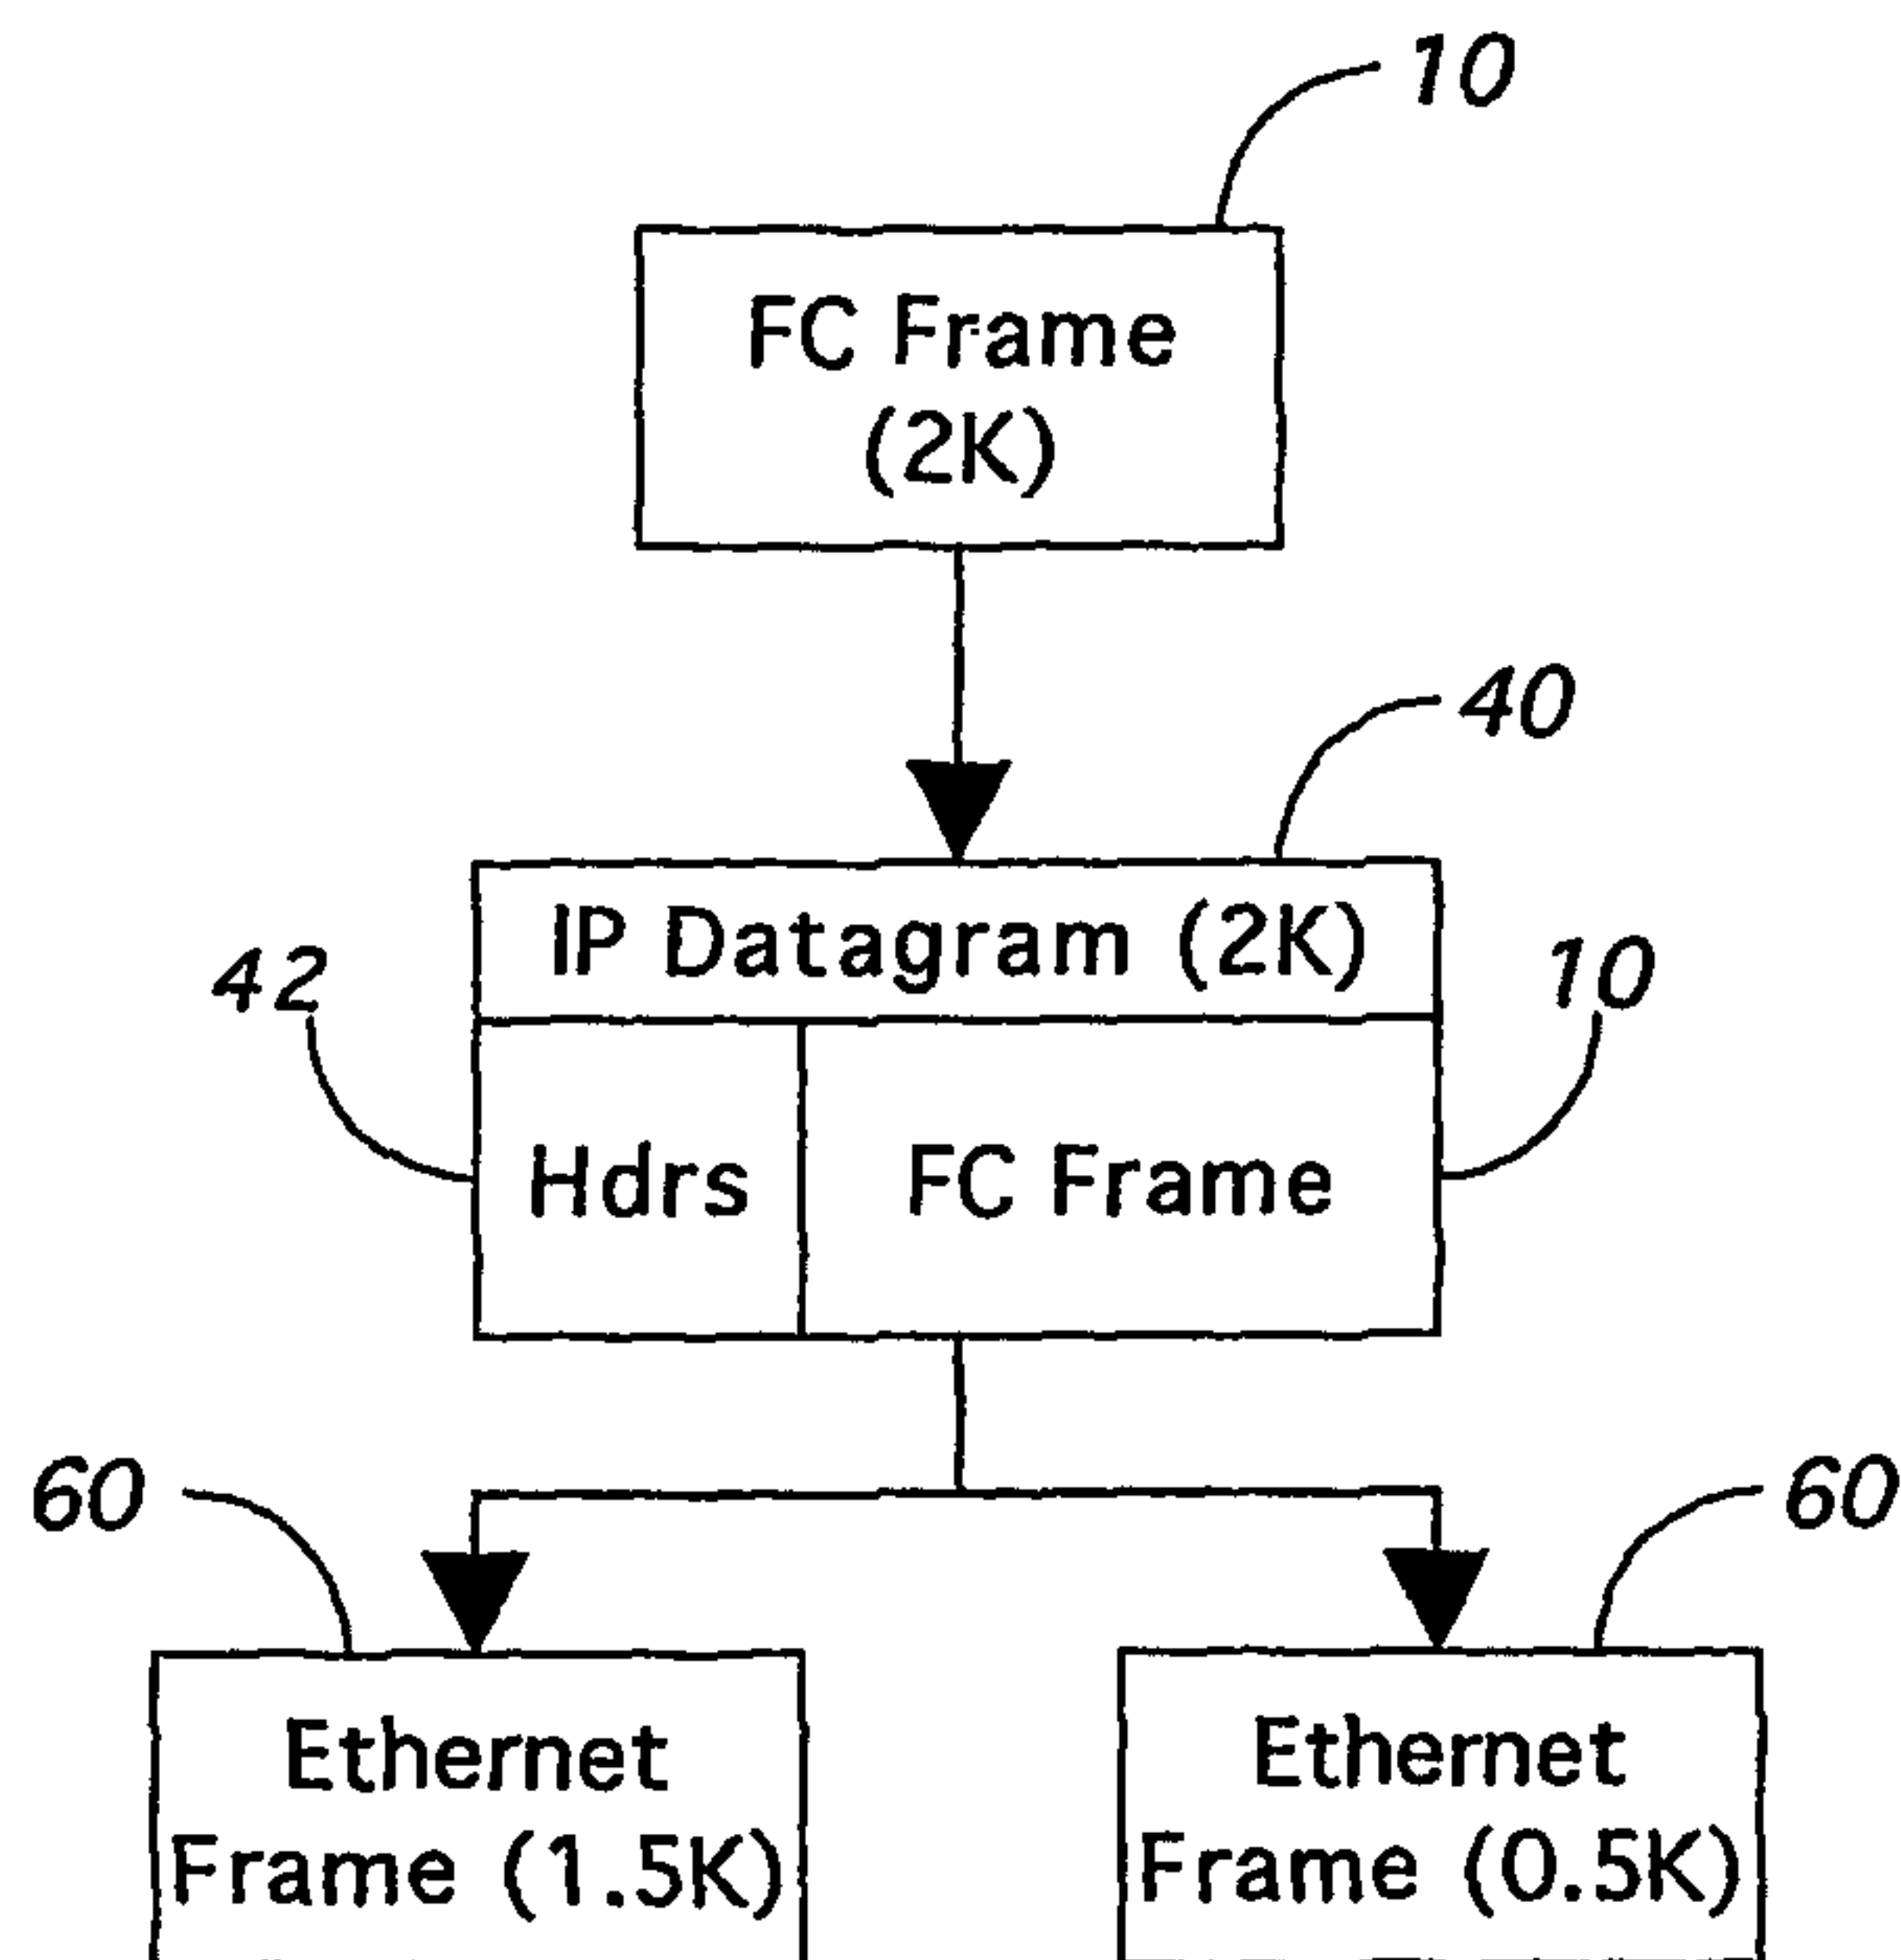 10
FC Frame
(2K)
40
IP Datagram (2K)
42
10
Hdrs
FC Frame
60
60
Ethernet
Frame (1.5K)
Ethernet
Frame (0.5K)